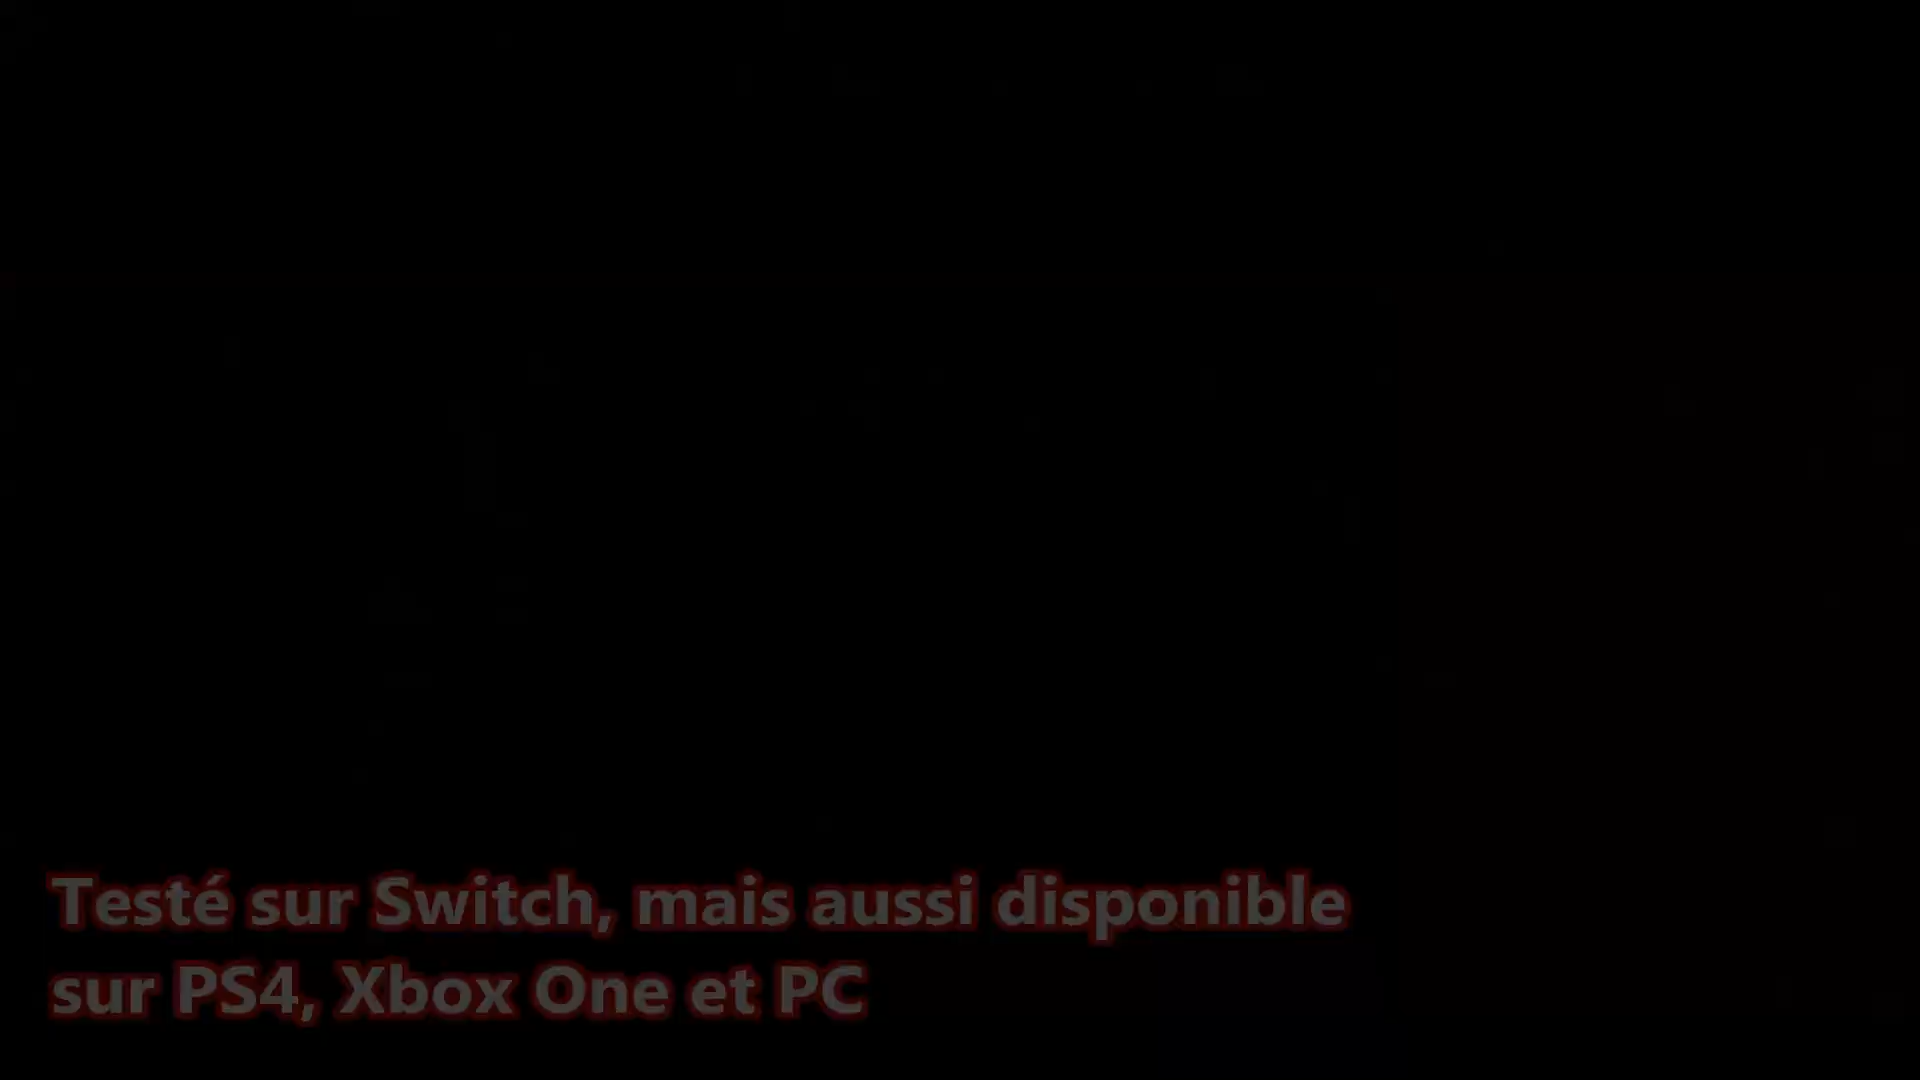 Testé sur Switch, mais aussi disponible
sur PS4, Xbox One et PC